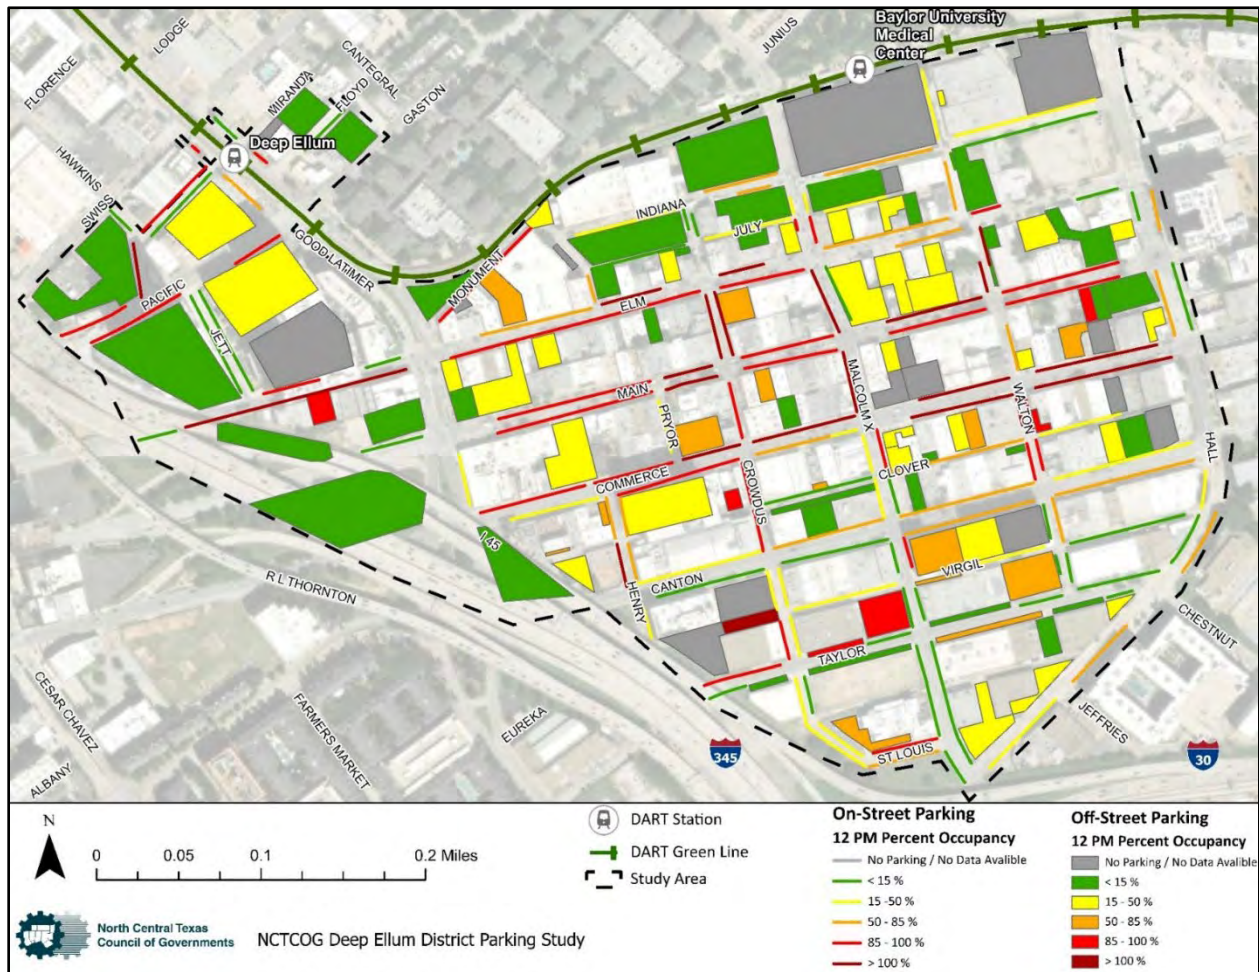 Baylor University
Medical
Center
JUNIUS
LODGE
FLORENCE
CANTEGRAL
MIRANDA
FLOYD
GASTON
Deep Ellum
HAWKINS
SWISS
GOOD LATIMER
PACIFIC
JETT
MONUMENT
INDIANA
JULY
ELM
MAIN
PRYOR
MALCOLM X
WALTON
HALL
COMMERCE
CROWDUS
CLOVER
I 45
R L THORNTON
HENRY
CANTON
VIRGIL
TAYLOR
CHESTNUT
JEFFRIES
ST LOUIS
CESAR CHAVEZ
FARMERS MARKET
EUREKA
ALBANY
345
30
N
0 0.05 0.1 0.2 Miles
North Central Texas
Council of Governments
NCTCOG Deep Ellum District Parking Study
DART Station
DART Green Line
Study Area
On-Street Parking
12 PM Percent Occupancy
No Parking / No Data Avalible
< 15 %
15 -50 %
50 - 85 %
85 - 100 %
> 100 %
Off-Street Parking
12 PM Percent Occupancy
No Parking / No Data Avalible
< 15 %
15 - 50 %
50 - 85 %
85 - 100 %
> 100 %